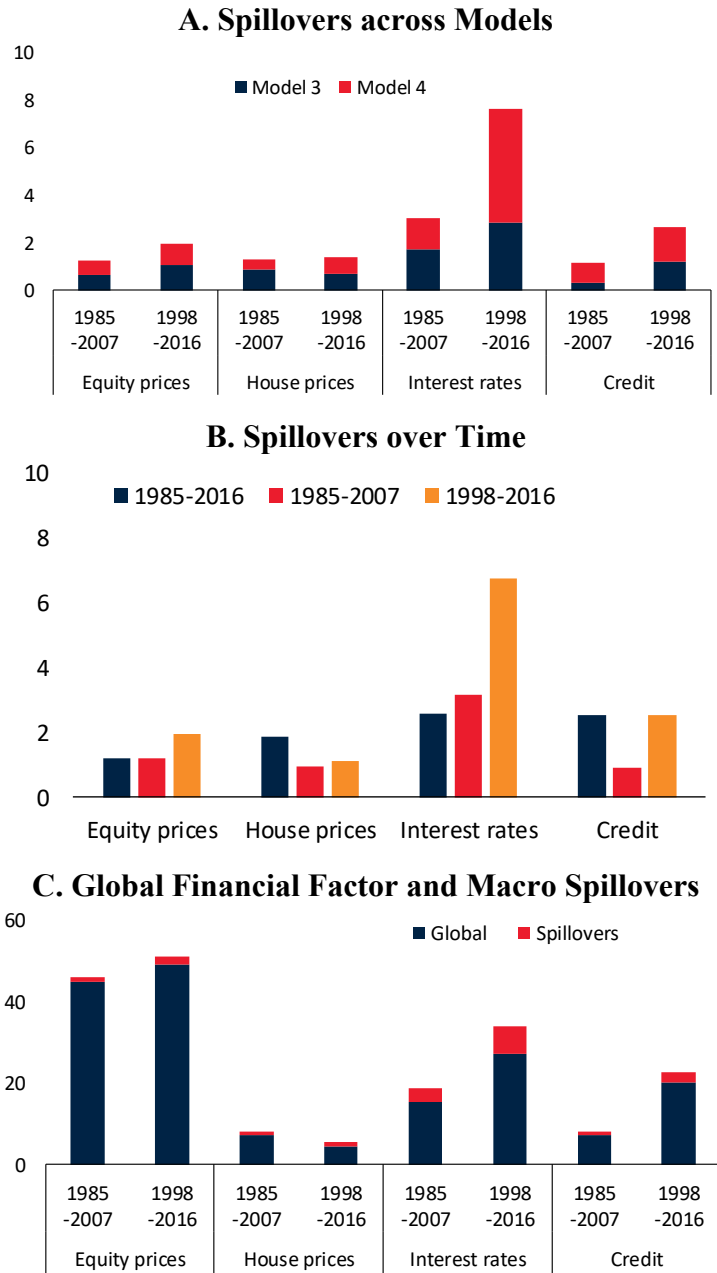 A. Spillovers across Models
10
Model 3 Model 4
8
6
4
2
0
1985 1998 1985 1998 1985 1998 1985 1998
-2007 -2016 -2007 -2016 -2007 -2016 -2007 -2016
Equity prices House prices Interest rates Credit
B. Spillovers over Time
10
1985-2016 1985-2007 1998-2016
8
6
4
2
0
Equity prices House prices Interest rates Credit
C. Global Financial Factor and Macro Spillovers
60
Global Spillovers
40
20
0
1985 1998 1985 1998 1985 1998 1985 1998
-2007 -2016 -2007 -2016 -2007 -2016 -2007 -2016
Equity prices House prices Interest rates Credit